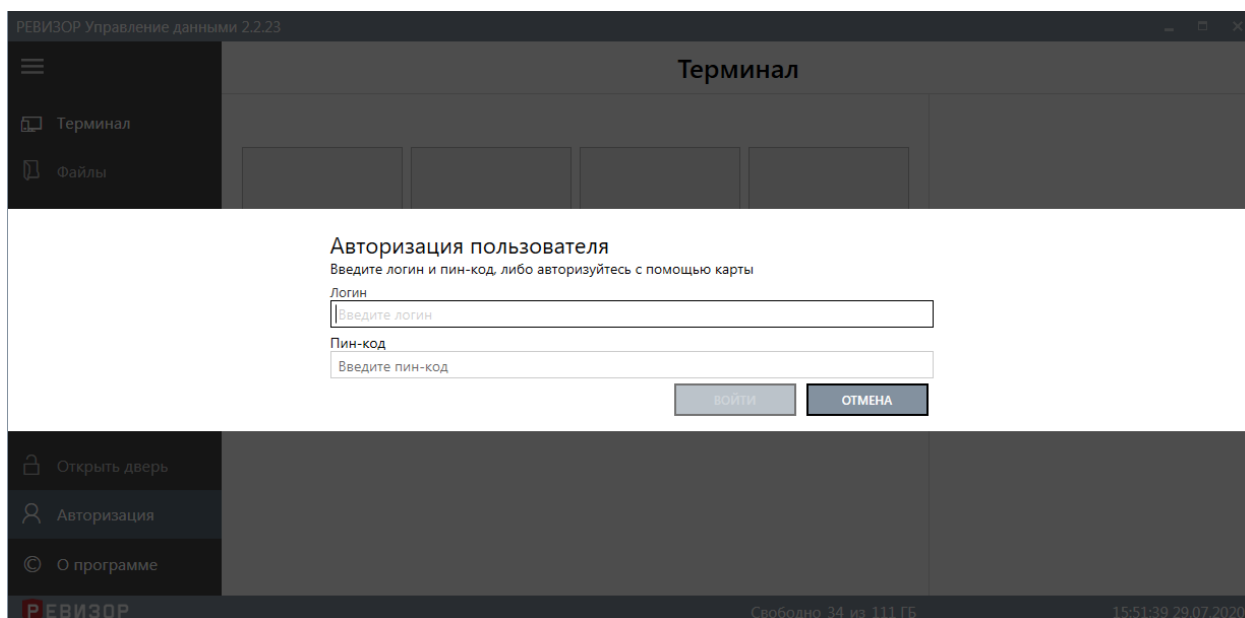 РЕВИЗОР Управление данными 2.2.23
Терминал
Терминал
Файлы
Авторизация пользователя
Введите логин и пин-код, либо авторизуйтесь с помощью карты
Логин
Введите логин
Пин-код
Введите пин-код
ВОЙТИ
ОТМЕНА
Открыть дверь
Авторизация
© О программе
РЕВИЗОР
Свободно 34 из 111 ГБ
15:51:39 29.07.2020